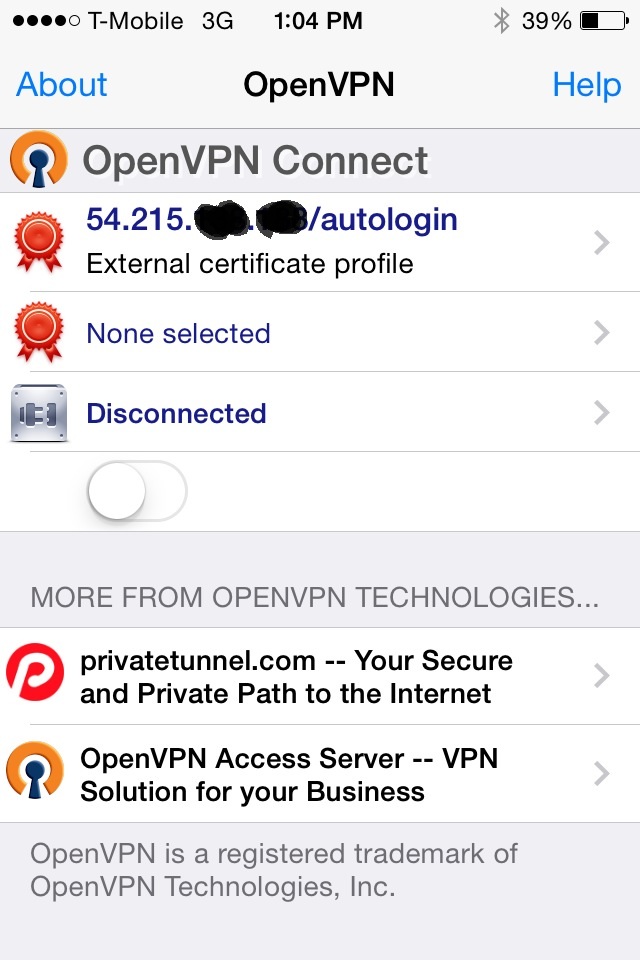 T-Mobile 3G 1:04 PM 39%
About OpenVPN Help
OpenVPN Connect
54.215. . /autologin
External certificate profile
None selected
Disconnected
MORE FROM OPENVPN TECHNOLOGIES...
privatetunnel.com -- Your Secure
and Private Path to the Internet
OpenVPN Access Server -- VPN
Solution for your Business
OpenVPN is a registered trademark of
OpenVPN Technologies, Inc.